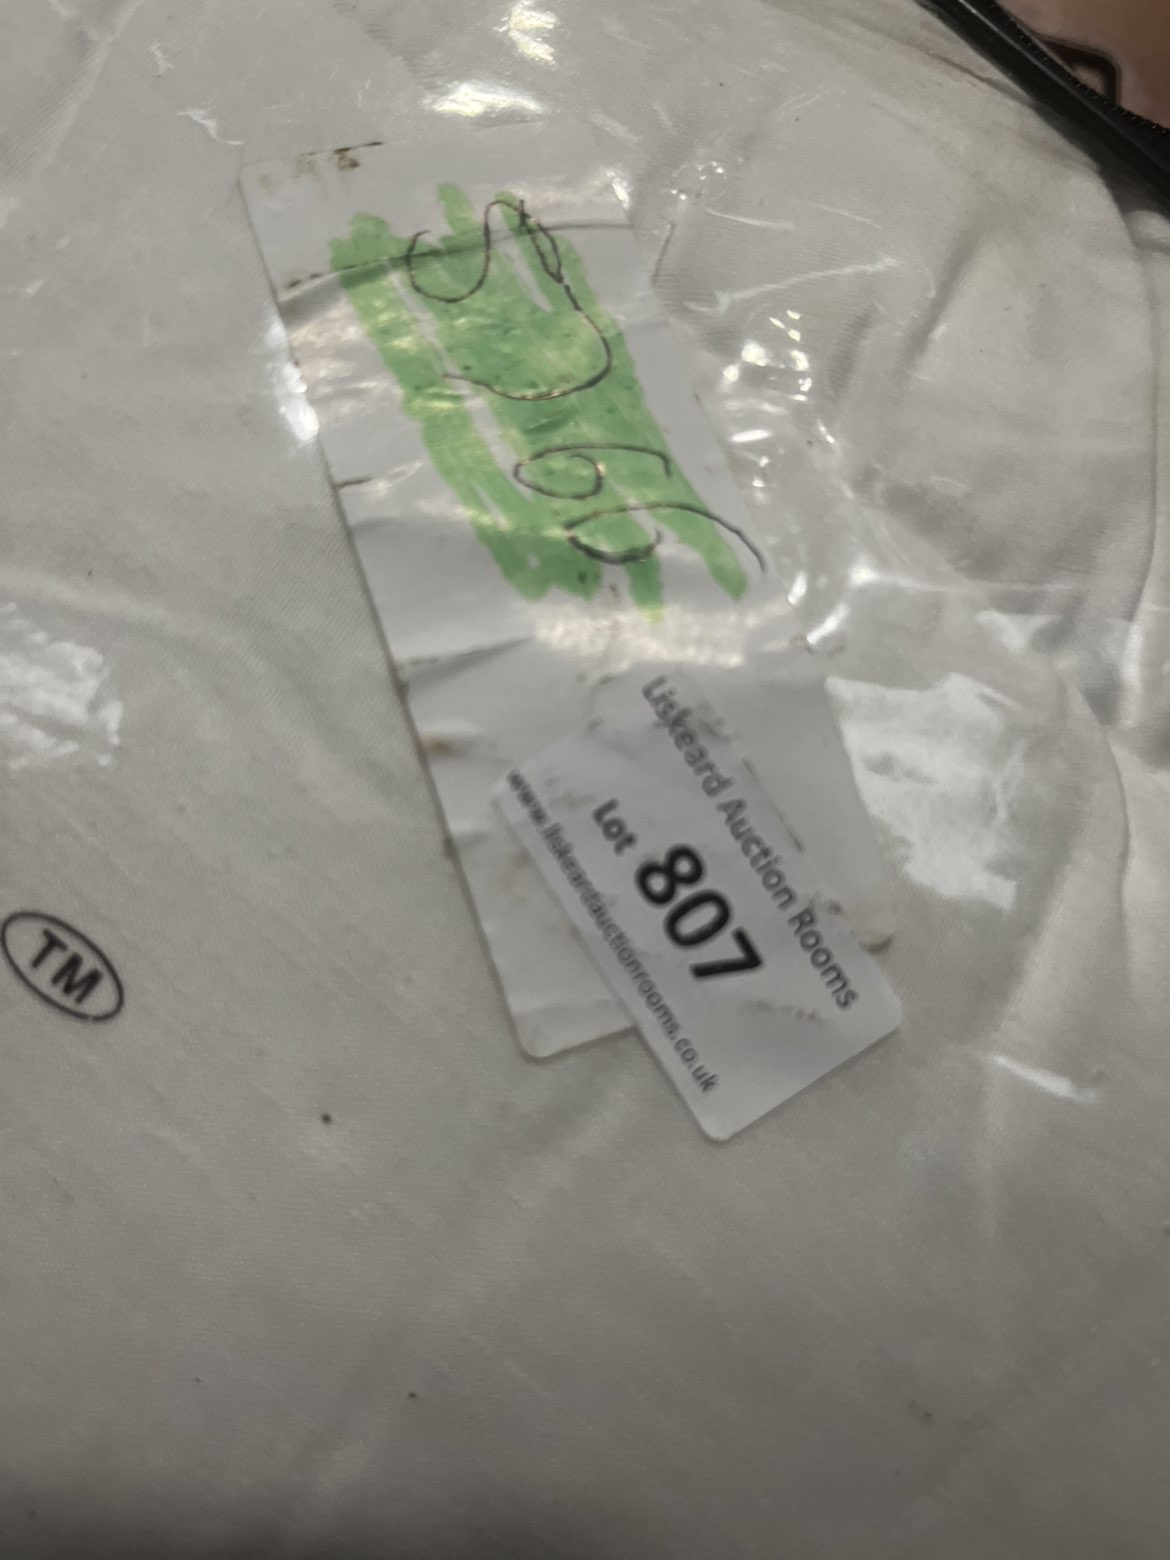 Liskeard Auction Rooms
Lot 807
www.liskeardauctionrooms.co.uk
TM